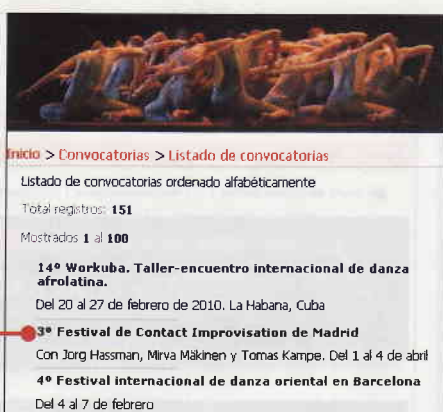 Inicio > Convocatorias > Listado de convocatorias
Listado de convocatorias ordenado alfabéticamente
Total registros: 151
Mostrados 1 al 100
14º Workuba. Taller-encuentro internacional de danza
afrolatina.
Del 20 al 27 de febrero de 2010. La Habana, Cuba
3º Festival de Contact Improvisation de Madrid
Con Jorg Hassman, Mirva Mäkinen y Tomas Kampe. Del 1 al 4 de abril
4º Festival internacional de danza oriental en Barcelona
Del 4 al 7 de febrero